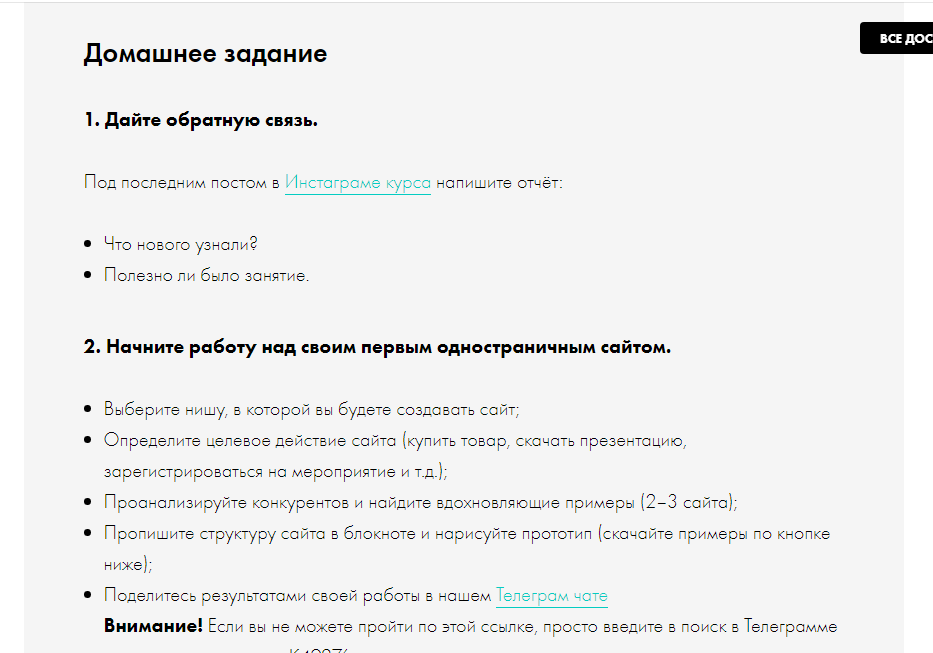 Домашнее задание
ВСЕ ДОС
1. Дайте обратную связь.
Под последним постом в Инстаграме курса напишите отчёт:
• Что нового узнали?
• Полезно ли было занятие.
2. Начните работу над своим первым одностраничным сайтом.
• Выберите нишу, в которой вы будете создавать сайт;
• Определите целевое действие сайта (купить товар, скачать презентацию,
зарегистрироваться на мероприятие и т.д.);
• Проанализируйте конкурентов и найдите вдохновляющие примеры (2–3 сайта);
• Пропишите структуру сайта в блокноте и нарисуйте прототип (скачайте примеры по кнопке
ниже);
• Поделитесь результатами своей работы в нашем Телеграм чате
Внимание! Если вы не можете пройти по этой ссылке, просто введите в поиск в Телеграмме